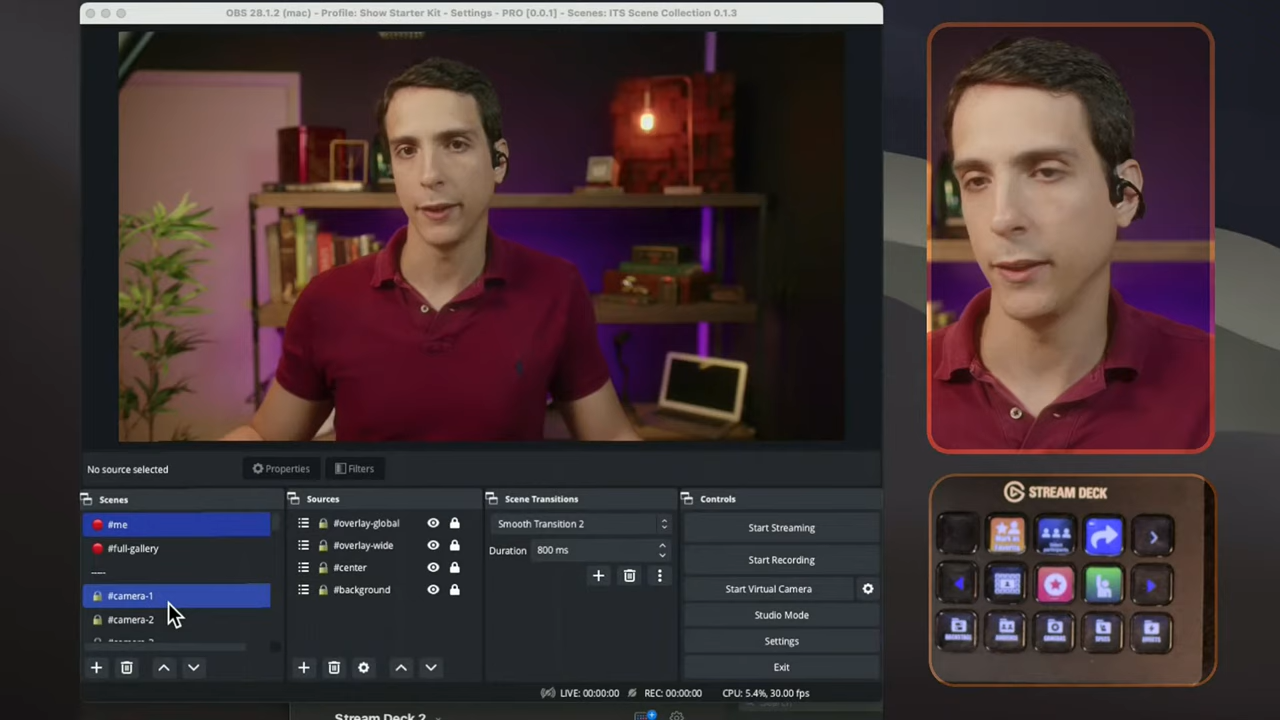 OBS 28.1.2 (mac) - Profile: Show Starter Kit - Settings - PRO [0.0.1] - Scenes: ITS Scene Collection 0.1.3
No source selected
Properties
Filters
Scenes
Sources
Scene Transitions
Controls
#me
#full-gallery
-----
#camera-1
#camera-2
#overlay-global
#overlay-wide
#center
#background
Smooth Transition 2
Duration
800 ms
Start Streaming
Start Recording
Start Virtual Camera
Studio Mode
Settings
Exit
LIVE: 00:00:00
REC: 00:00:00
CPU: 5.4%, 30.00 fps
STREAM DECK
Stream Deck 2